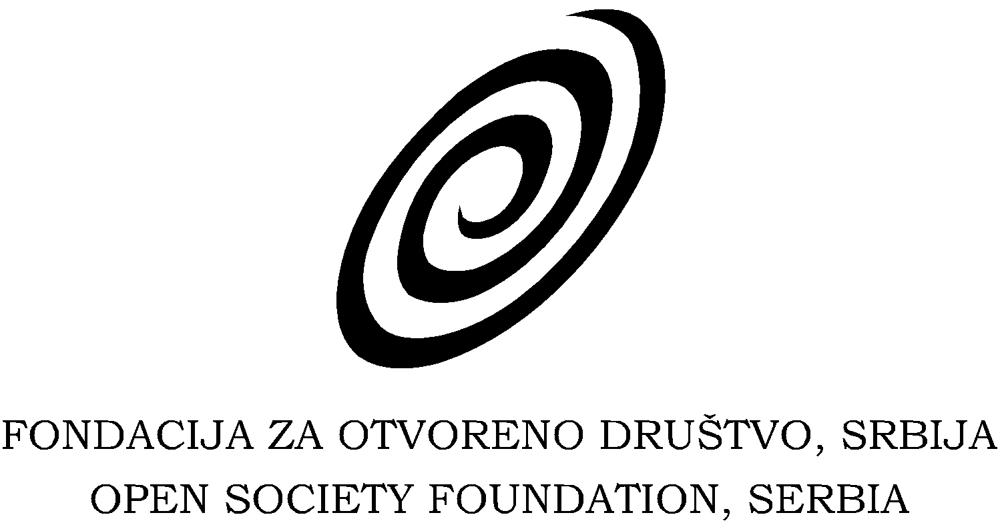 FONDACIJA ZA OTVORENO DRUŠTVO, SRBIJA
OPEN SOCIETY FOUNDATION, SERBIA